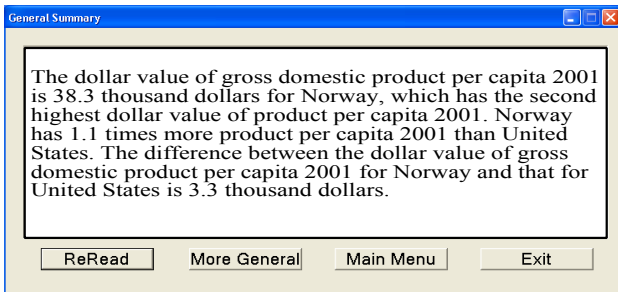 General Summary
The dollar value of gross domestic product per capita 2001
is 38.3 thousand dollars for Norway, which has the second
highest dollar value of product per capita 2001. Norway
has 1.1 times more product per capita 2001 than United
States. The difference between the dollar value of gross
domestic product per capita 2001 for Norway and that for
United States is 3.3 thousand dollars.
ReRead More General Main Menu Exit